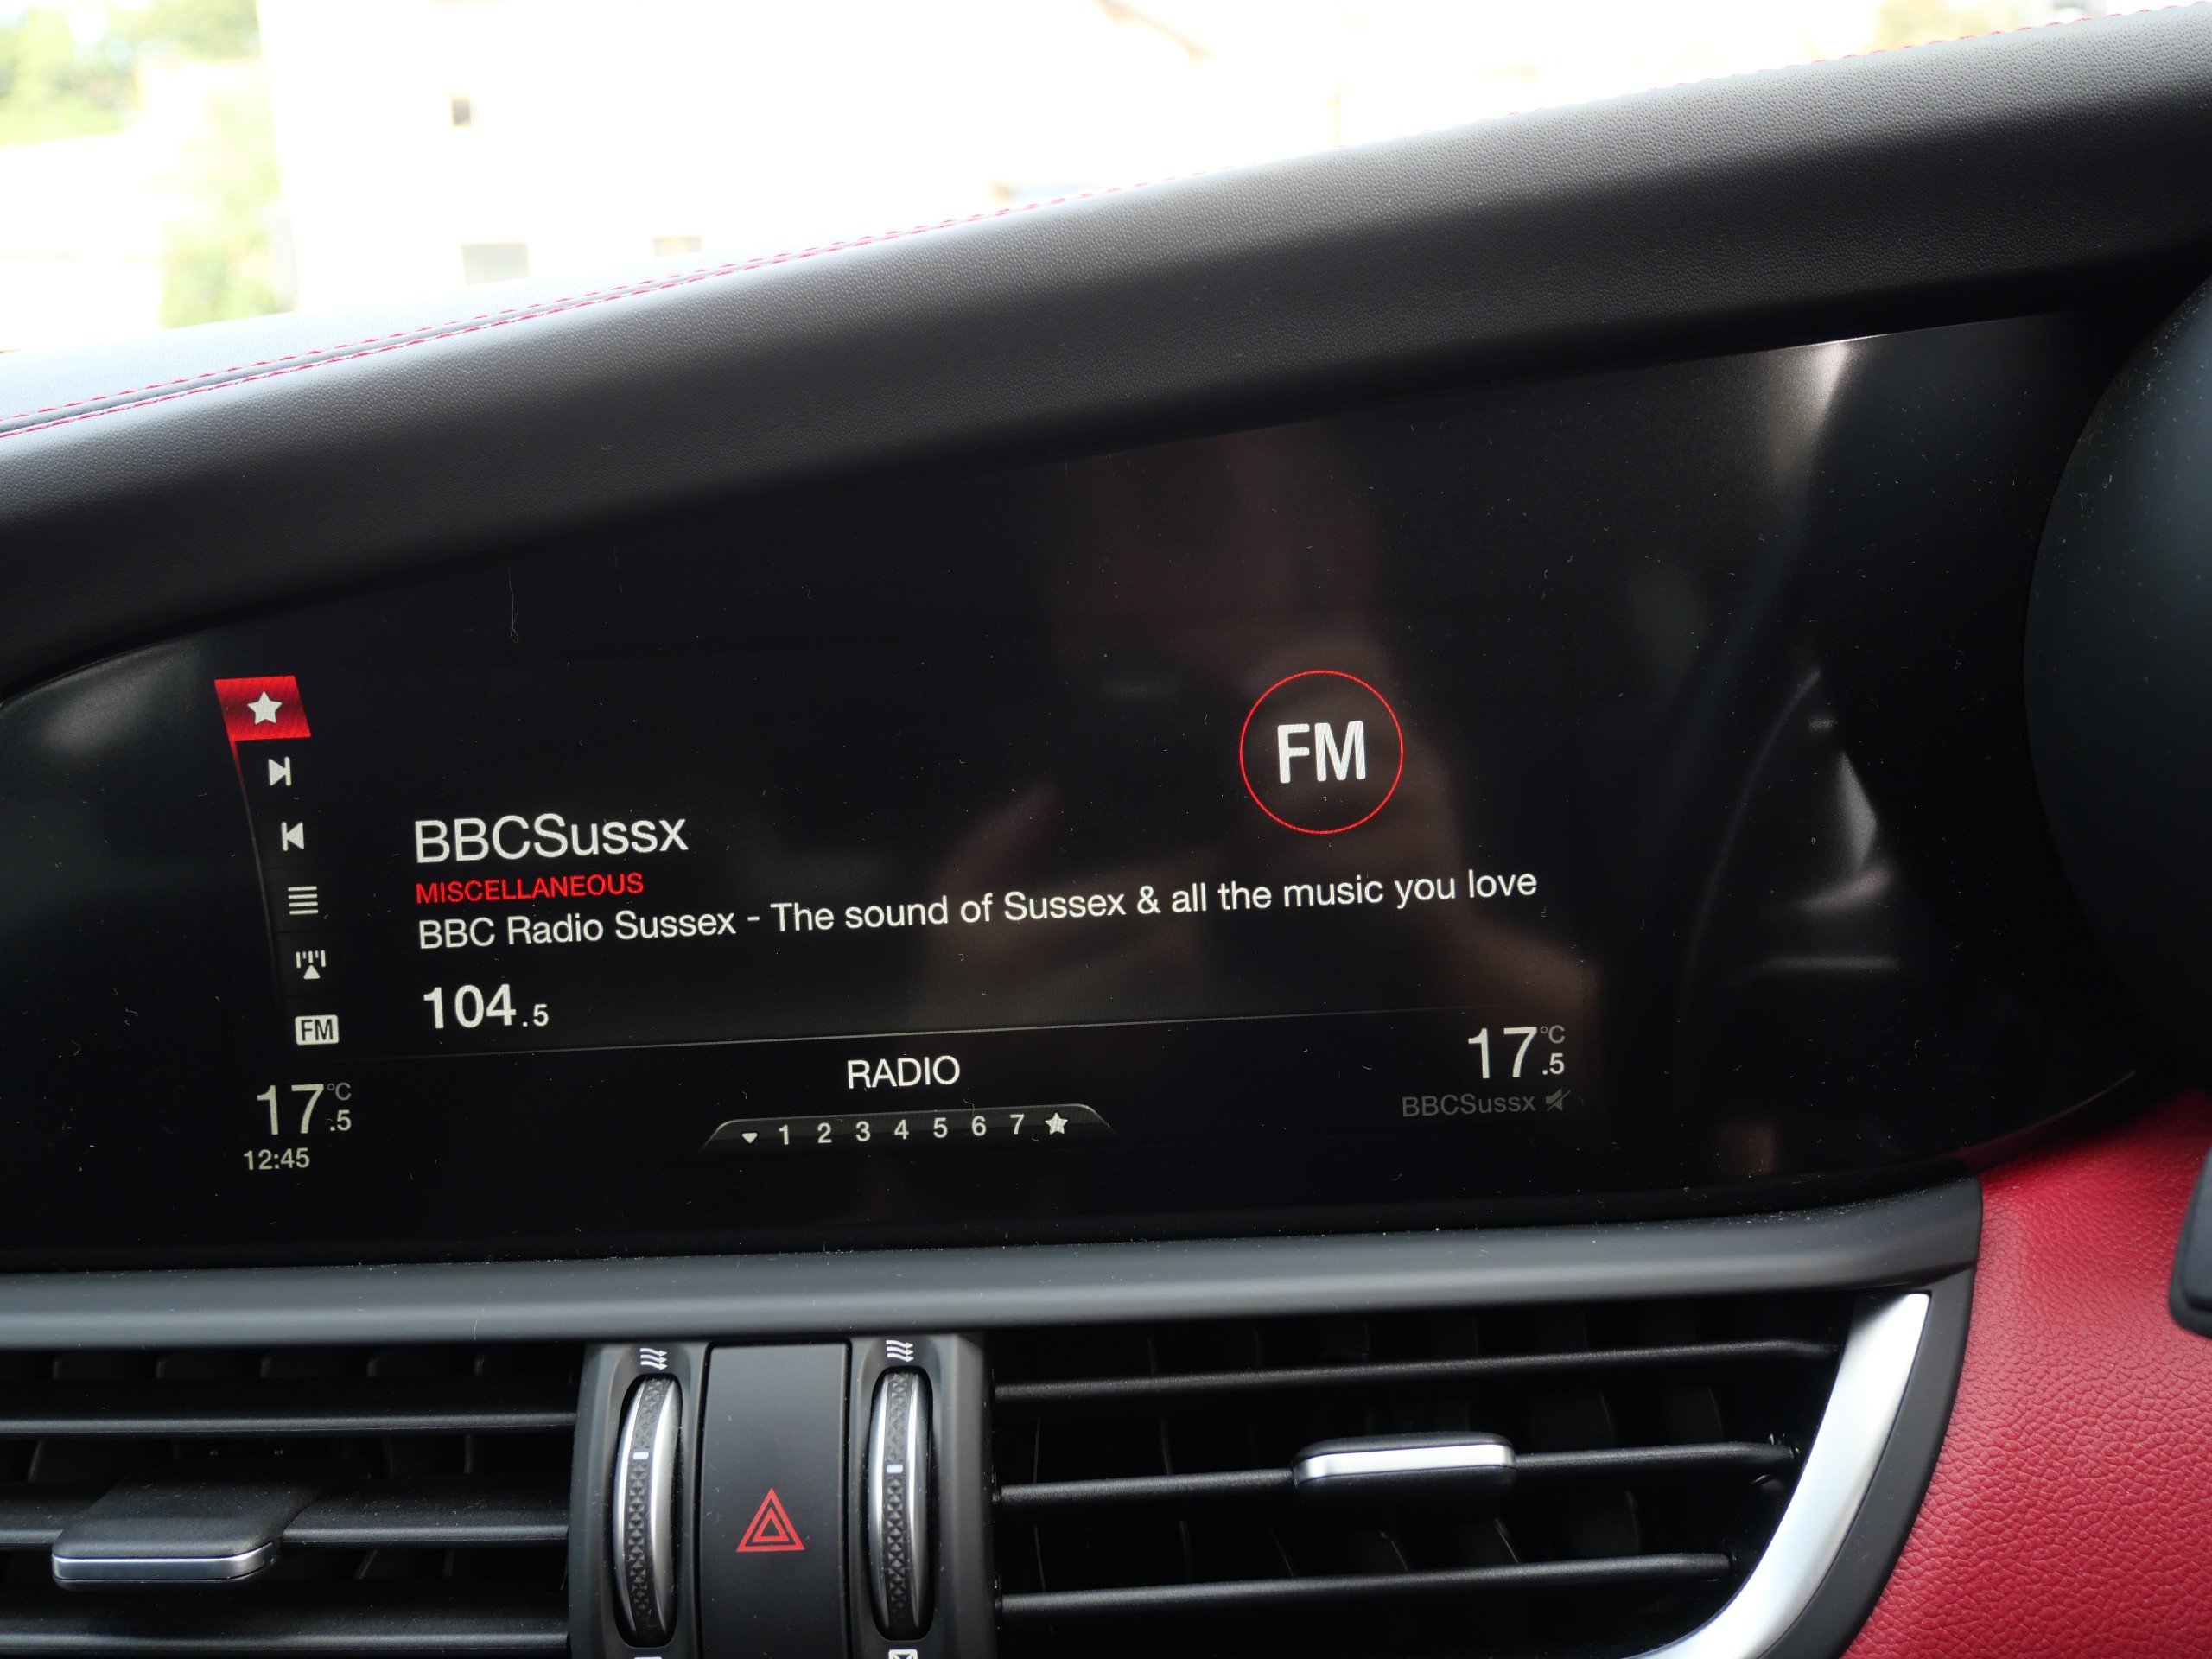 FM
BBCSussx
MISCELLANEOUS
BBC Radio Sussex - The sound of Sussex & all the music you love
104.5
FM
RADIO
17.5 °C
17.5 °C
BBCSussx
1 2 3 4 5 6 7
12:45